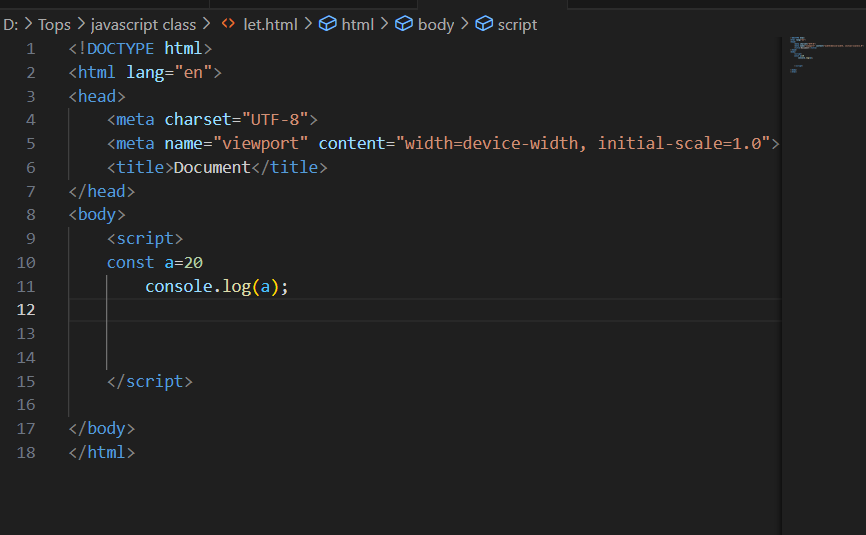 D: > Tops > javascript class > <> let.html > html > body > script
1 <!DOCTYPE html>
2 <html lang="en">
3 <head>
4     <meta charset="UTF-8">
5     <meta name="viewport" content="width=device-width, initial-scale=1.0">
6     <title>Document</title>
7 </head>
8 <body>
9     <script>
10     const a=20
11         console.log(a);
12
13
14
15     </script>
16
17 </body>
18 </html>